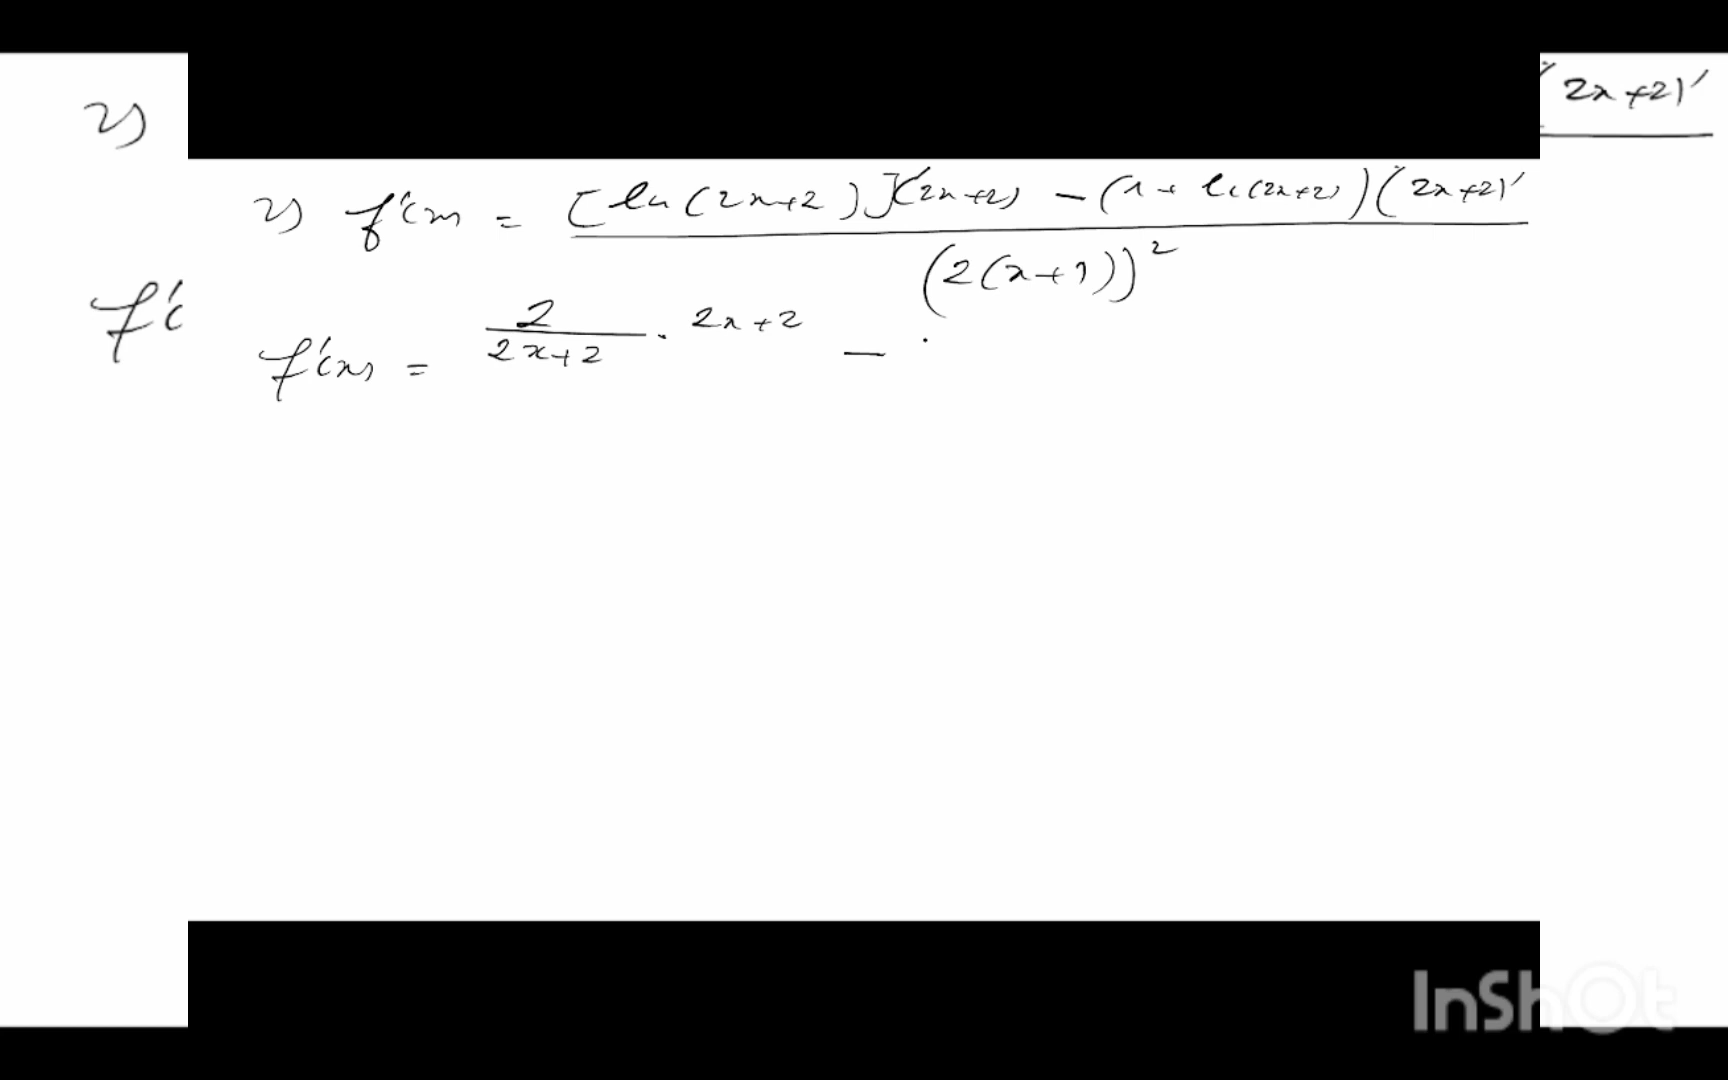 2x+2)'
2) f'(x) = [ln(2x+2)]'(2x+2) - (1+ln(2x+2))(2x+2)'
(2(x+1))²
f'(x) = 2/2x+2 . 2x+2 - .
2)
f'(
InShOt